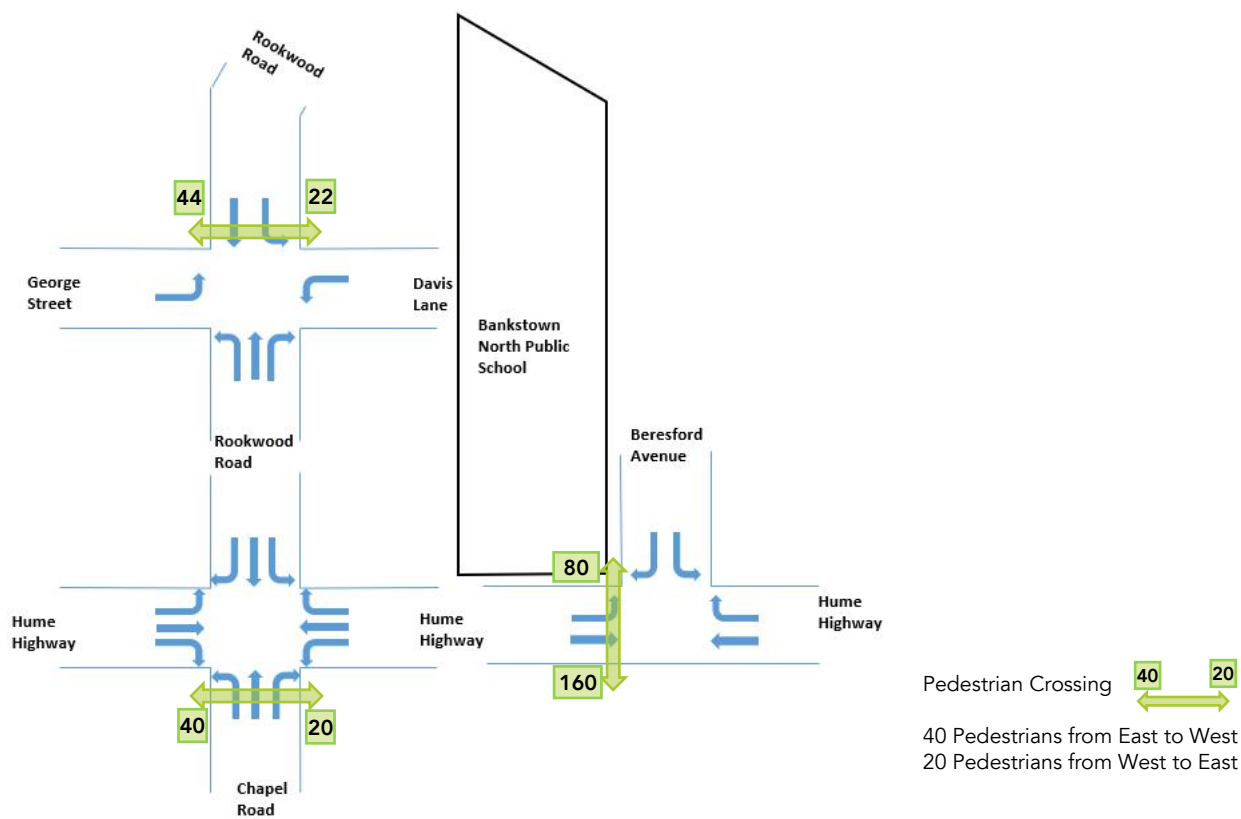 Rookwood
Road
44
22
George
Street
Davis
Lane
Bankstown
North Public
School
Rookwood
Road
Beresford
Avenue
80
Hume
Highway
Hume
Highway
Hume
Highway
160
40
20
Chapel
Road
Pedestrian Crossing
40
20
40 Pedestrians from East to West
20 Pedestrians from West to East